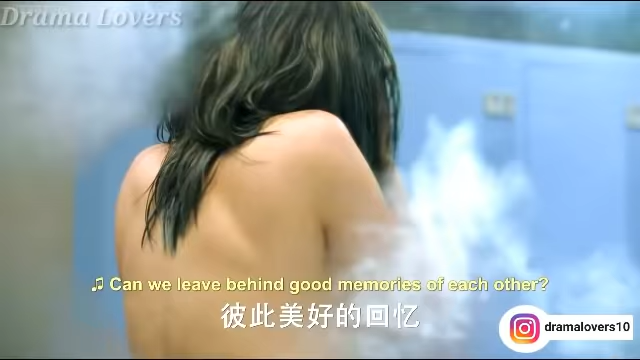 Drama Lovers
♫ Can we leave behind good memories of each other?
彼此美好的回忆
dramalovers10